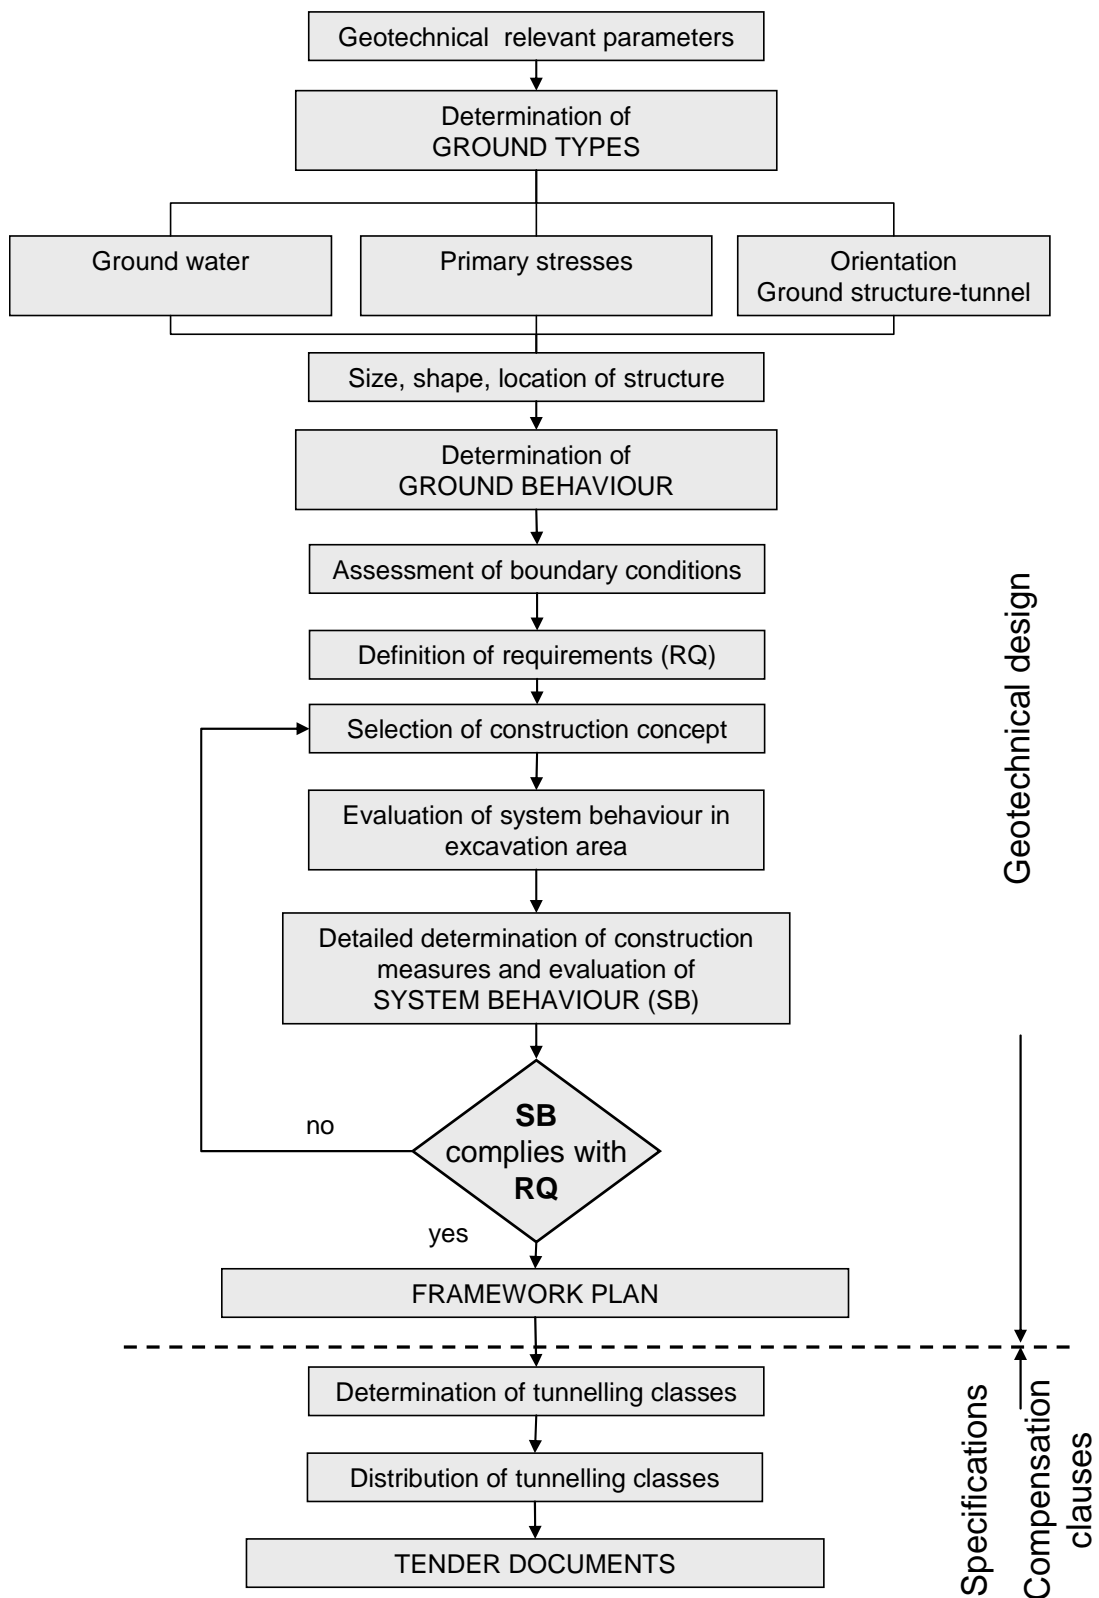 Geotechnical relevant parameters
Determination of
GROUND TYPES
Ground water
Primary stresses
Orientation
Ground structure-tunnel
Size, shape, location of structure
Determination of
GROUND BEHAVIOUR
Assessment of boundary conditions
Definition of requirements (RQ)
Selection of construction concept
Evaluation of system behaviour in
excavation area
Detailed determination of construction
measures and evaluation of
SYSTEM BEHAVIOUR (SB)
SB
complies with
RQ
no
yes
FRAMEWORK PLAN
Determination of tunnelling classes
Distribution of tunnelling classes
TENDER DOCUMENTS
Geotechnical design
Specifications
Compensation
clauses